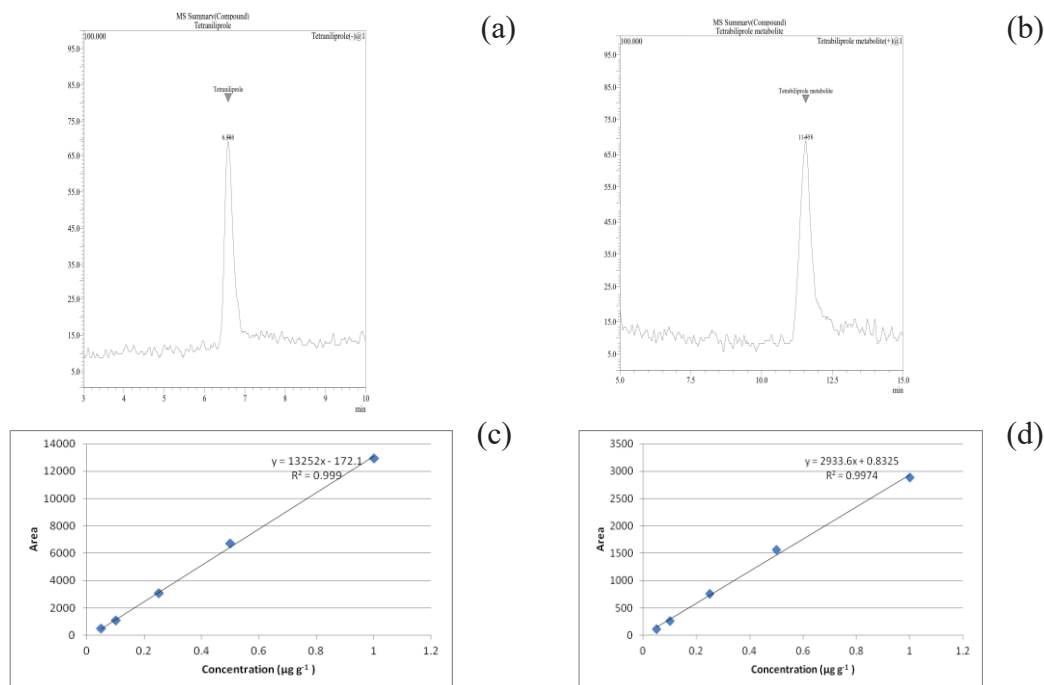 MS Summary(Compound)
Tetraniliprole
(a)
100.000
Tetraniliprole(-)@1
95.0
85.0
75.0
65.0
55.0
45.0
35.0
25.0
15.0
5.0
Tetraniliprole
3 4 5 6 7 8 9 10
min
MS Summary(Compound)
Tetrabiliprole metabolite
(b)
100.000
Tetrabiliprole metabolite(+)@1
95.0
85.0
75.0
65.0
55.0
45.0
35.0
25.0
15.0
5.0
Tetrabiliprole metabolite
5.0 7.5 10.0 12.5 15.0
min
(c)
14000
12000
10000
8000
6000
4000
2000
0
Area
y = 13252x - 172.1
R² = 0.999
0 0.2 0.4 0.6 0.8 1 1.2
Concentration (µg g⁻¹ )
(d)
3500
3000
2500
2000
1500
1000
500
0
Area
y = 2933.6x + 0.8325
R² = 0.9974
0 0.2 0.4 0.6 0.8 1 1.2
Concentration (µg g⁻¹ )